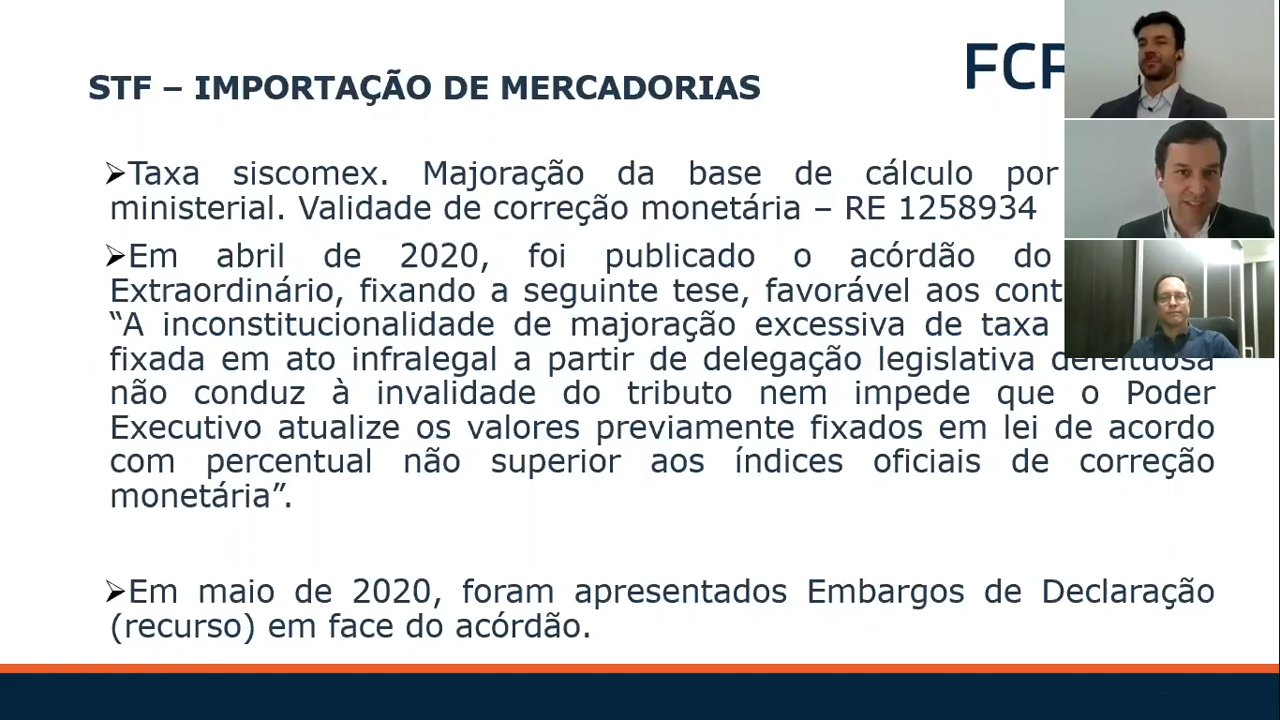 STF – IMPORTAÇÃO DE MERCADORIAS
FCR
➢Taxa siscomex. Majoração da base de cálculo por
ministerial. Validade de correção monetária – RE 1258934
➢Em abril de 2020, foi publicado o acórdão do
Extraordinário, fixando a seguinte tese, favorável aos
“A inconstitucionalidade de majoração excessiva de taxa
fixada em ato infralegal a partir de delegação legislativa defeituosa
não conduz à invalidade do tributo nem impede que o Poder
Executivo atualize os valores previamente fixados em lei de acordo
com percentual não superior aos índices oficiais de correção
monetária”.
➢Em maio de 2020, foram apresentados Embargos de Declaração
(recurso) em face do acórdão.